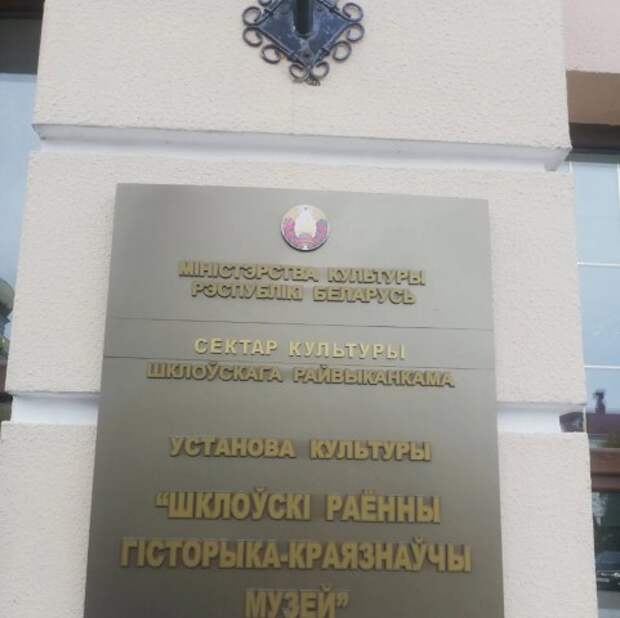 МІНІСТЭРСТВА КУЛЬТУРЫ
РЭСПУБЛІКІ БЕЛАРУСЬ
СЕКТАР КУЛЬТУРЫ
ШКЛОЎСКАГА РАЙВЫКАНКАМА
УСТАНОВА КУЛЬТУРЫ
“ШКЛОЎСКІ РАЁННЫ
ГІСТОРЫКА-КРАЯЗНАЎЧЫ
МУЗЕЙ”